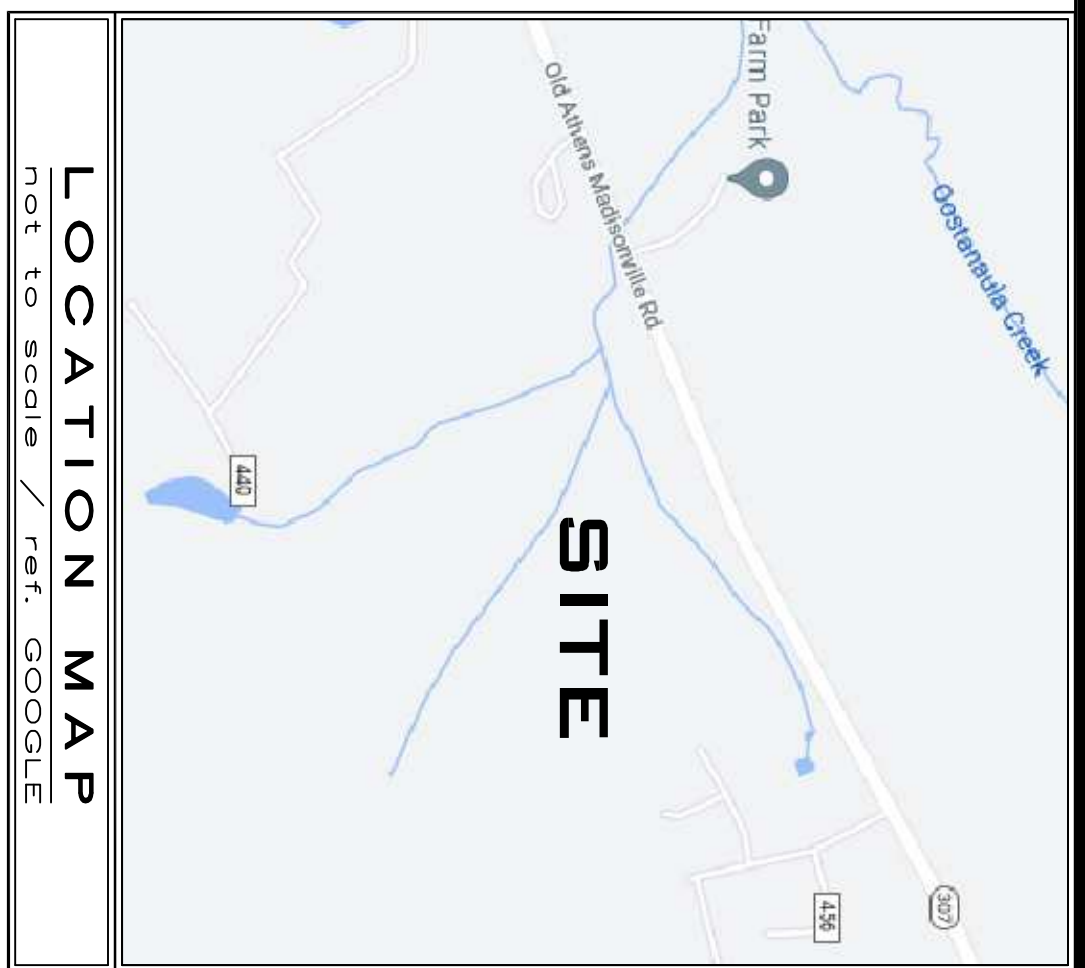 Farm Park
Oostanaula Creek
Old Athens Madisonville Rd
440
SITE
456
307
LOCATION MAP
not to scale / ref. GOOGLE